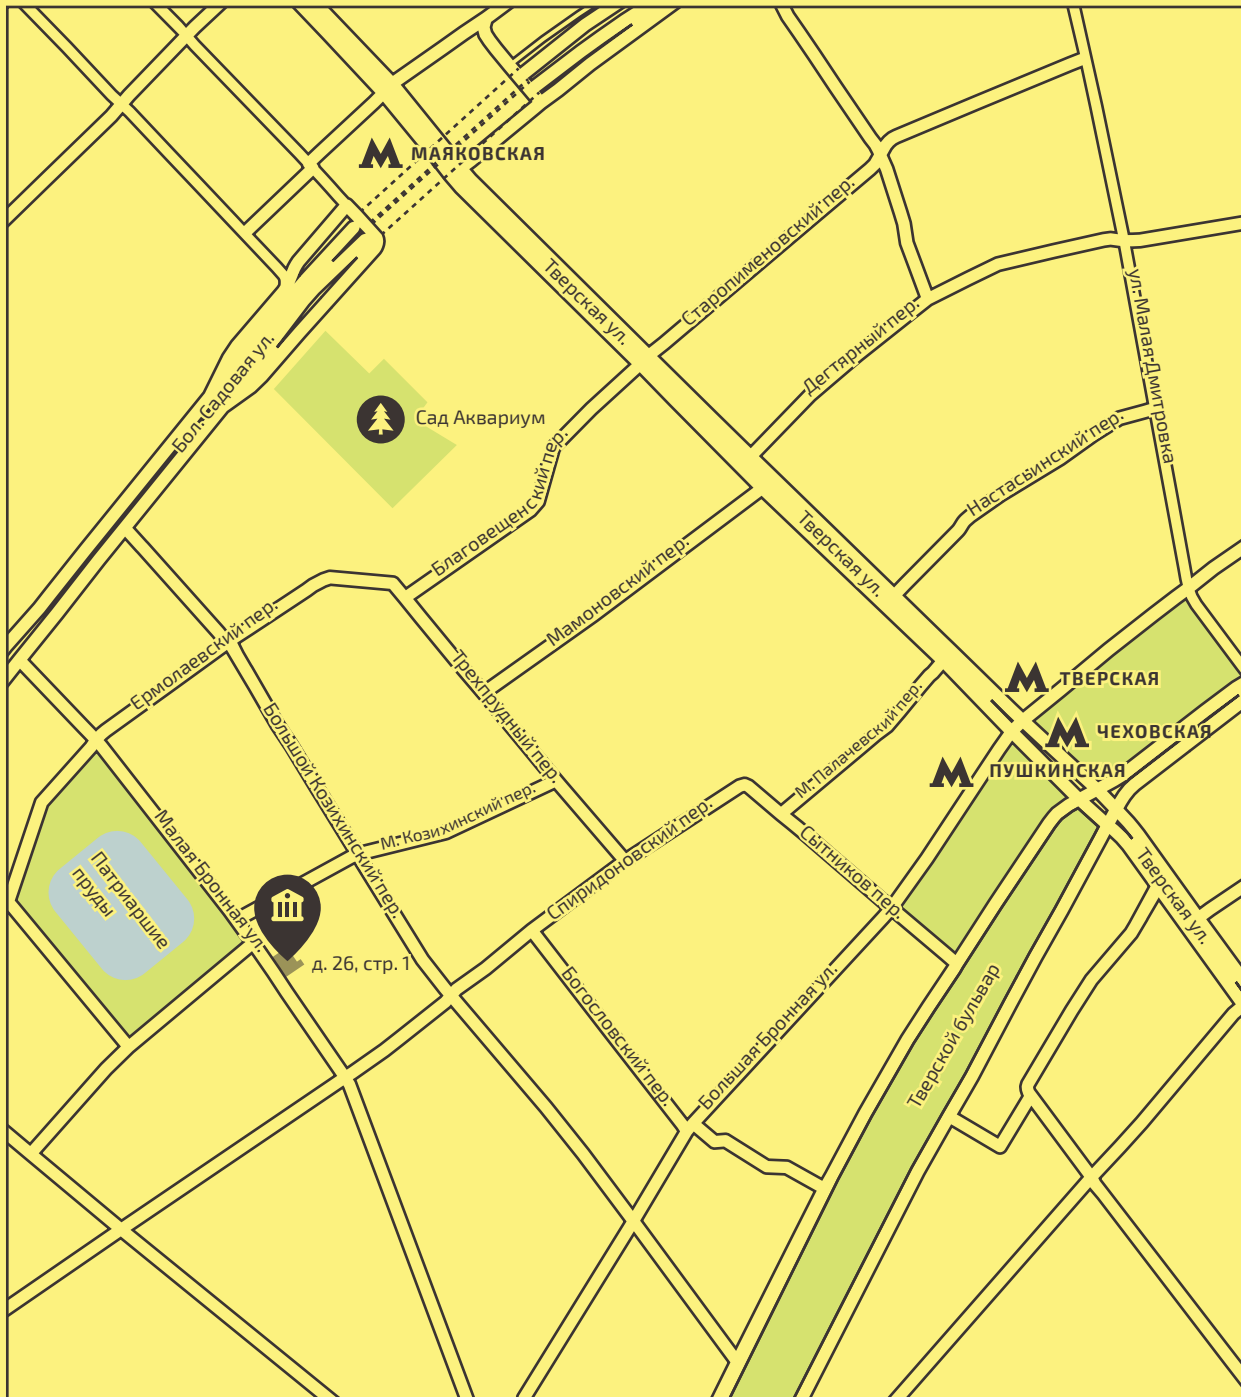 МАЯКОВСКАЯ
Старопименовский пер.
Тверская ул.
ул. Малая Дмитровка
Дегтярный пер.
Бол. Садовая ул.
Сад Аквариум
Настасьинский пер.
Благовещенский пер.
Тверская ул.
Мамоновский пер.
Ермолаевский пер.
Трехпрудный пер.
ТВЕРСКАЯ
ЧЕХОВСКАЯ
ПУШКИНСКАЯ
Большой Козихинский пер.
М. Палачевский пер.
М. Козихинский пер.
Малая Бронная ул.
Спиридоновский пер.
Сытников пер.
Тверская ул.
Патриаршие
пруды
д. 26, стр. 1
Богословский пер.
Большая Бронная ул.
Тверской бульвар